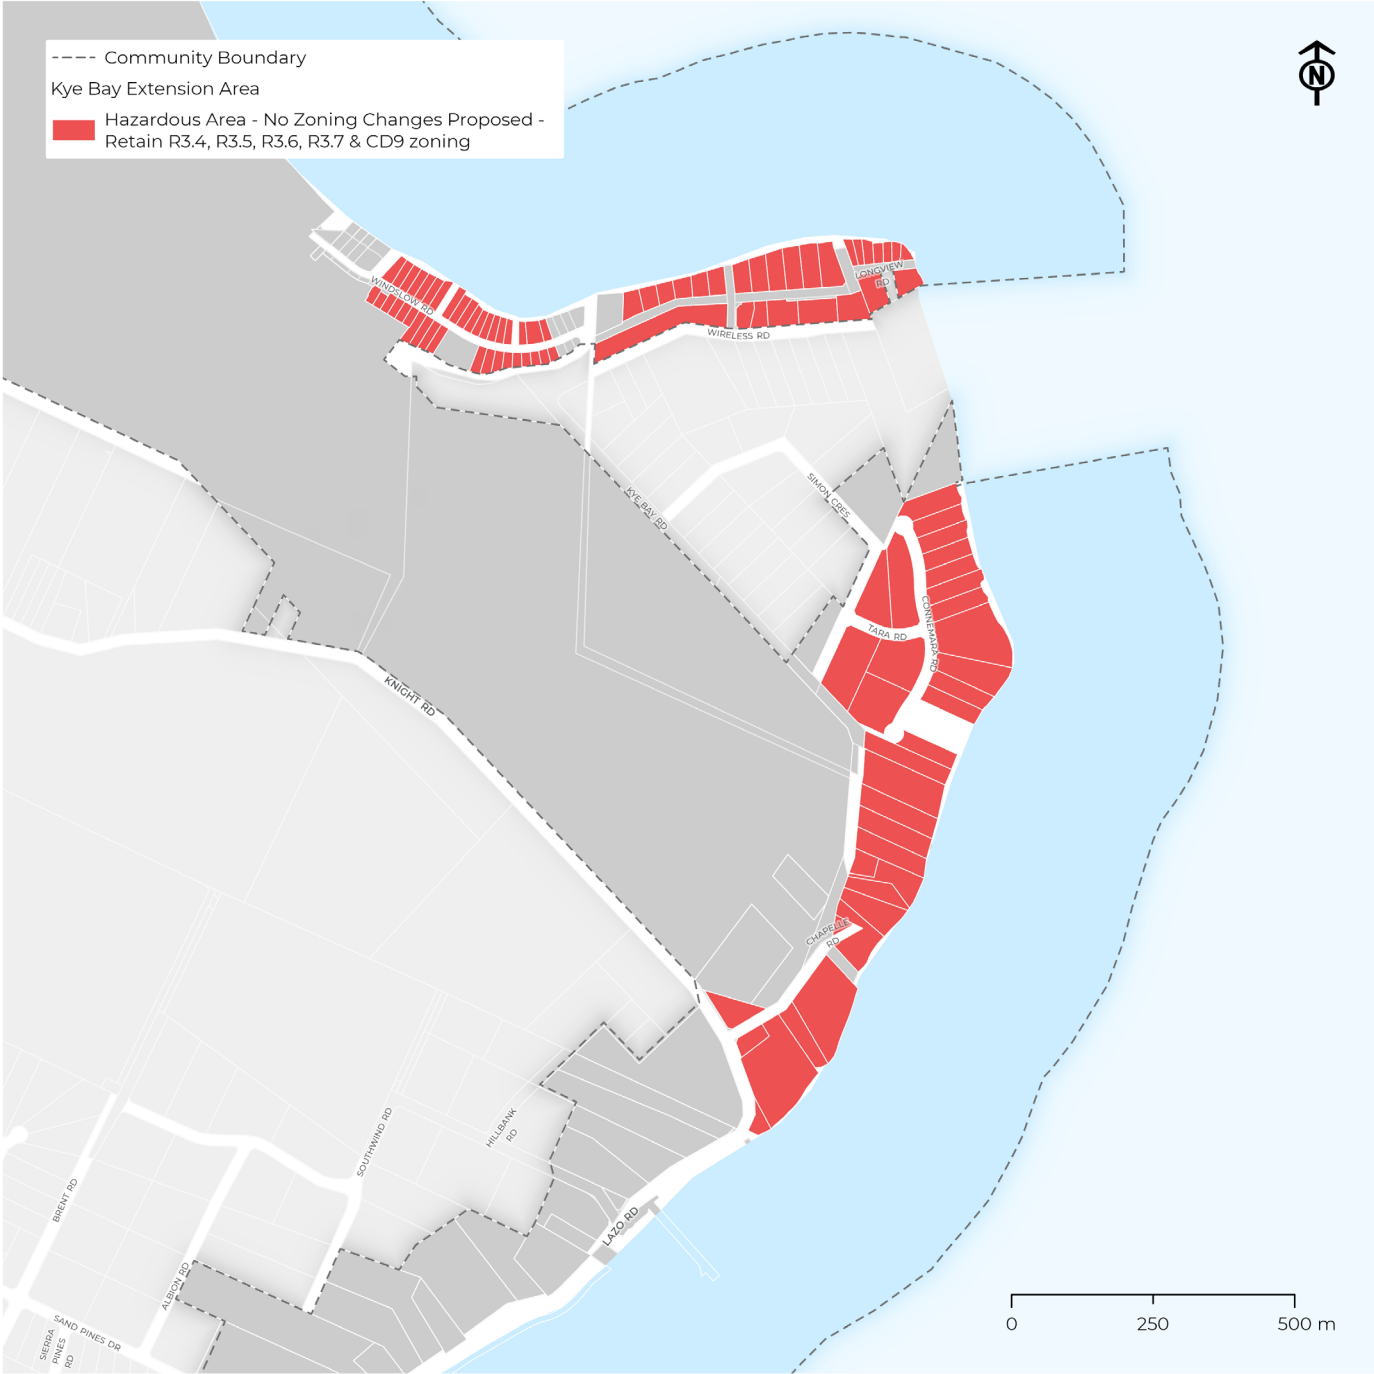 Community Boundary
Kye Bay Extension Area
Hazardous Area - No Zoning Changes Proposed -
Retain R3.4, R3.5, R3.6, R3.7 & CD9 zoning
N
WINDSLOW RD
LONGVIEW
RD
WIRELESS RD
SIMON CRES
KYE BAY RD
CONNEMARA RD
TARA RD
KNIGHT RD
CHAPELLE
RD
HILLBANK
RD
SOUTHWIND RD
BRENT RD
LAZO RD
ALBION RD
SAND PINES DR
SIERRA
PINES
RD
0 250 500 m